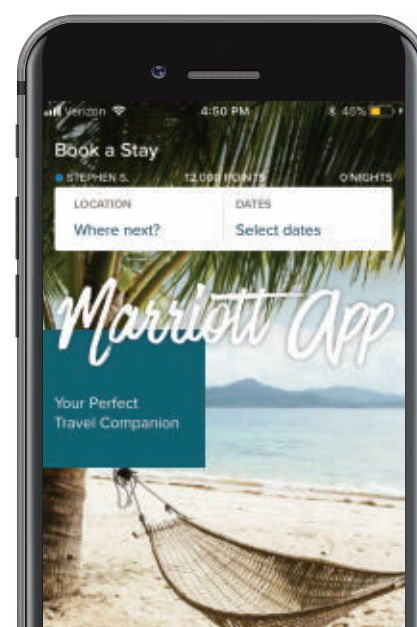 Verizon 4:50 PM 45%
Book a Stay
STEPHEN S. 12,000 POINTS 0 NIGHTS
LOCATION DATES
Where next? Select dates
Marriott App
Your Perfect
Travel Companion